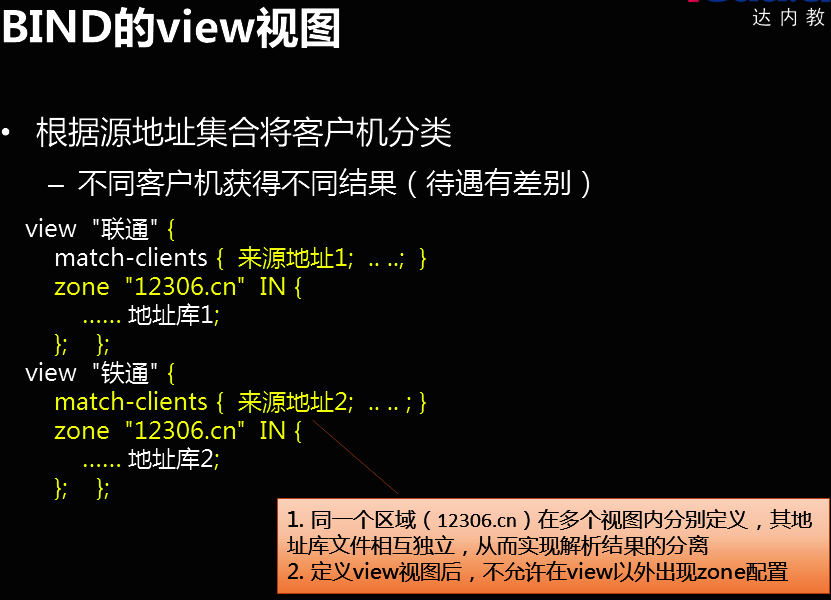 BIND的view视图
达内教
• 根据源地址集合将客户机分类
– 不同客户机获得不同结果（待遇有差别）
view "联通" {
match-clients { 来源地址1; .. ..; }
zone "12306.cn" IN {
...... 地址库1;
}; };
view "铁通" {
match-clients { 来源地址2; .. .. ; }
zone "12306.cn" IN {
...... 地址库2;
}; };
1. 同一个区域（12306.cn）在多个视图内分别定义，其地
址库文件相互独立，从而实现解析结果的分离
2. 定义view视图后，不允许在view以外出现zone配置